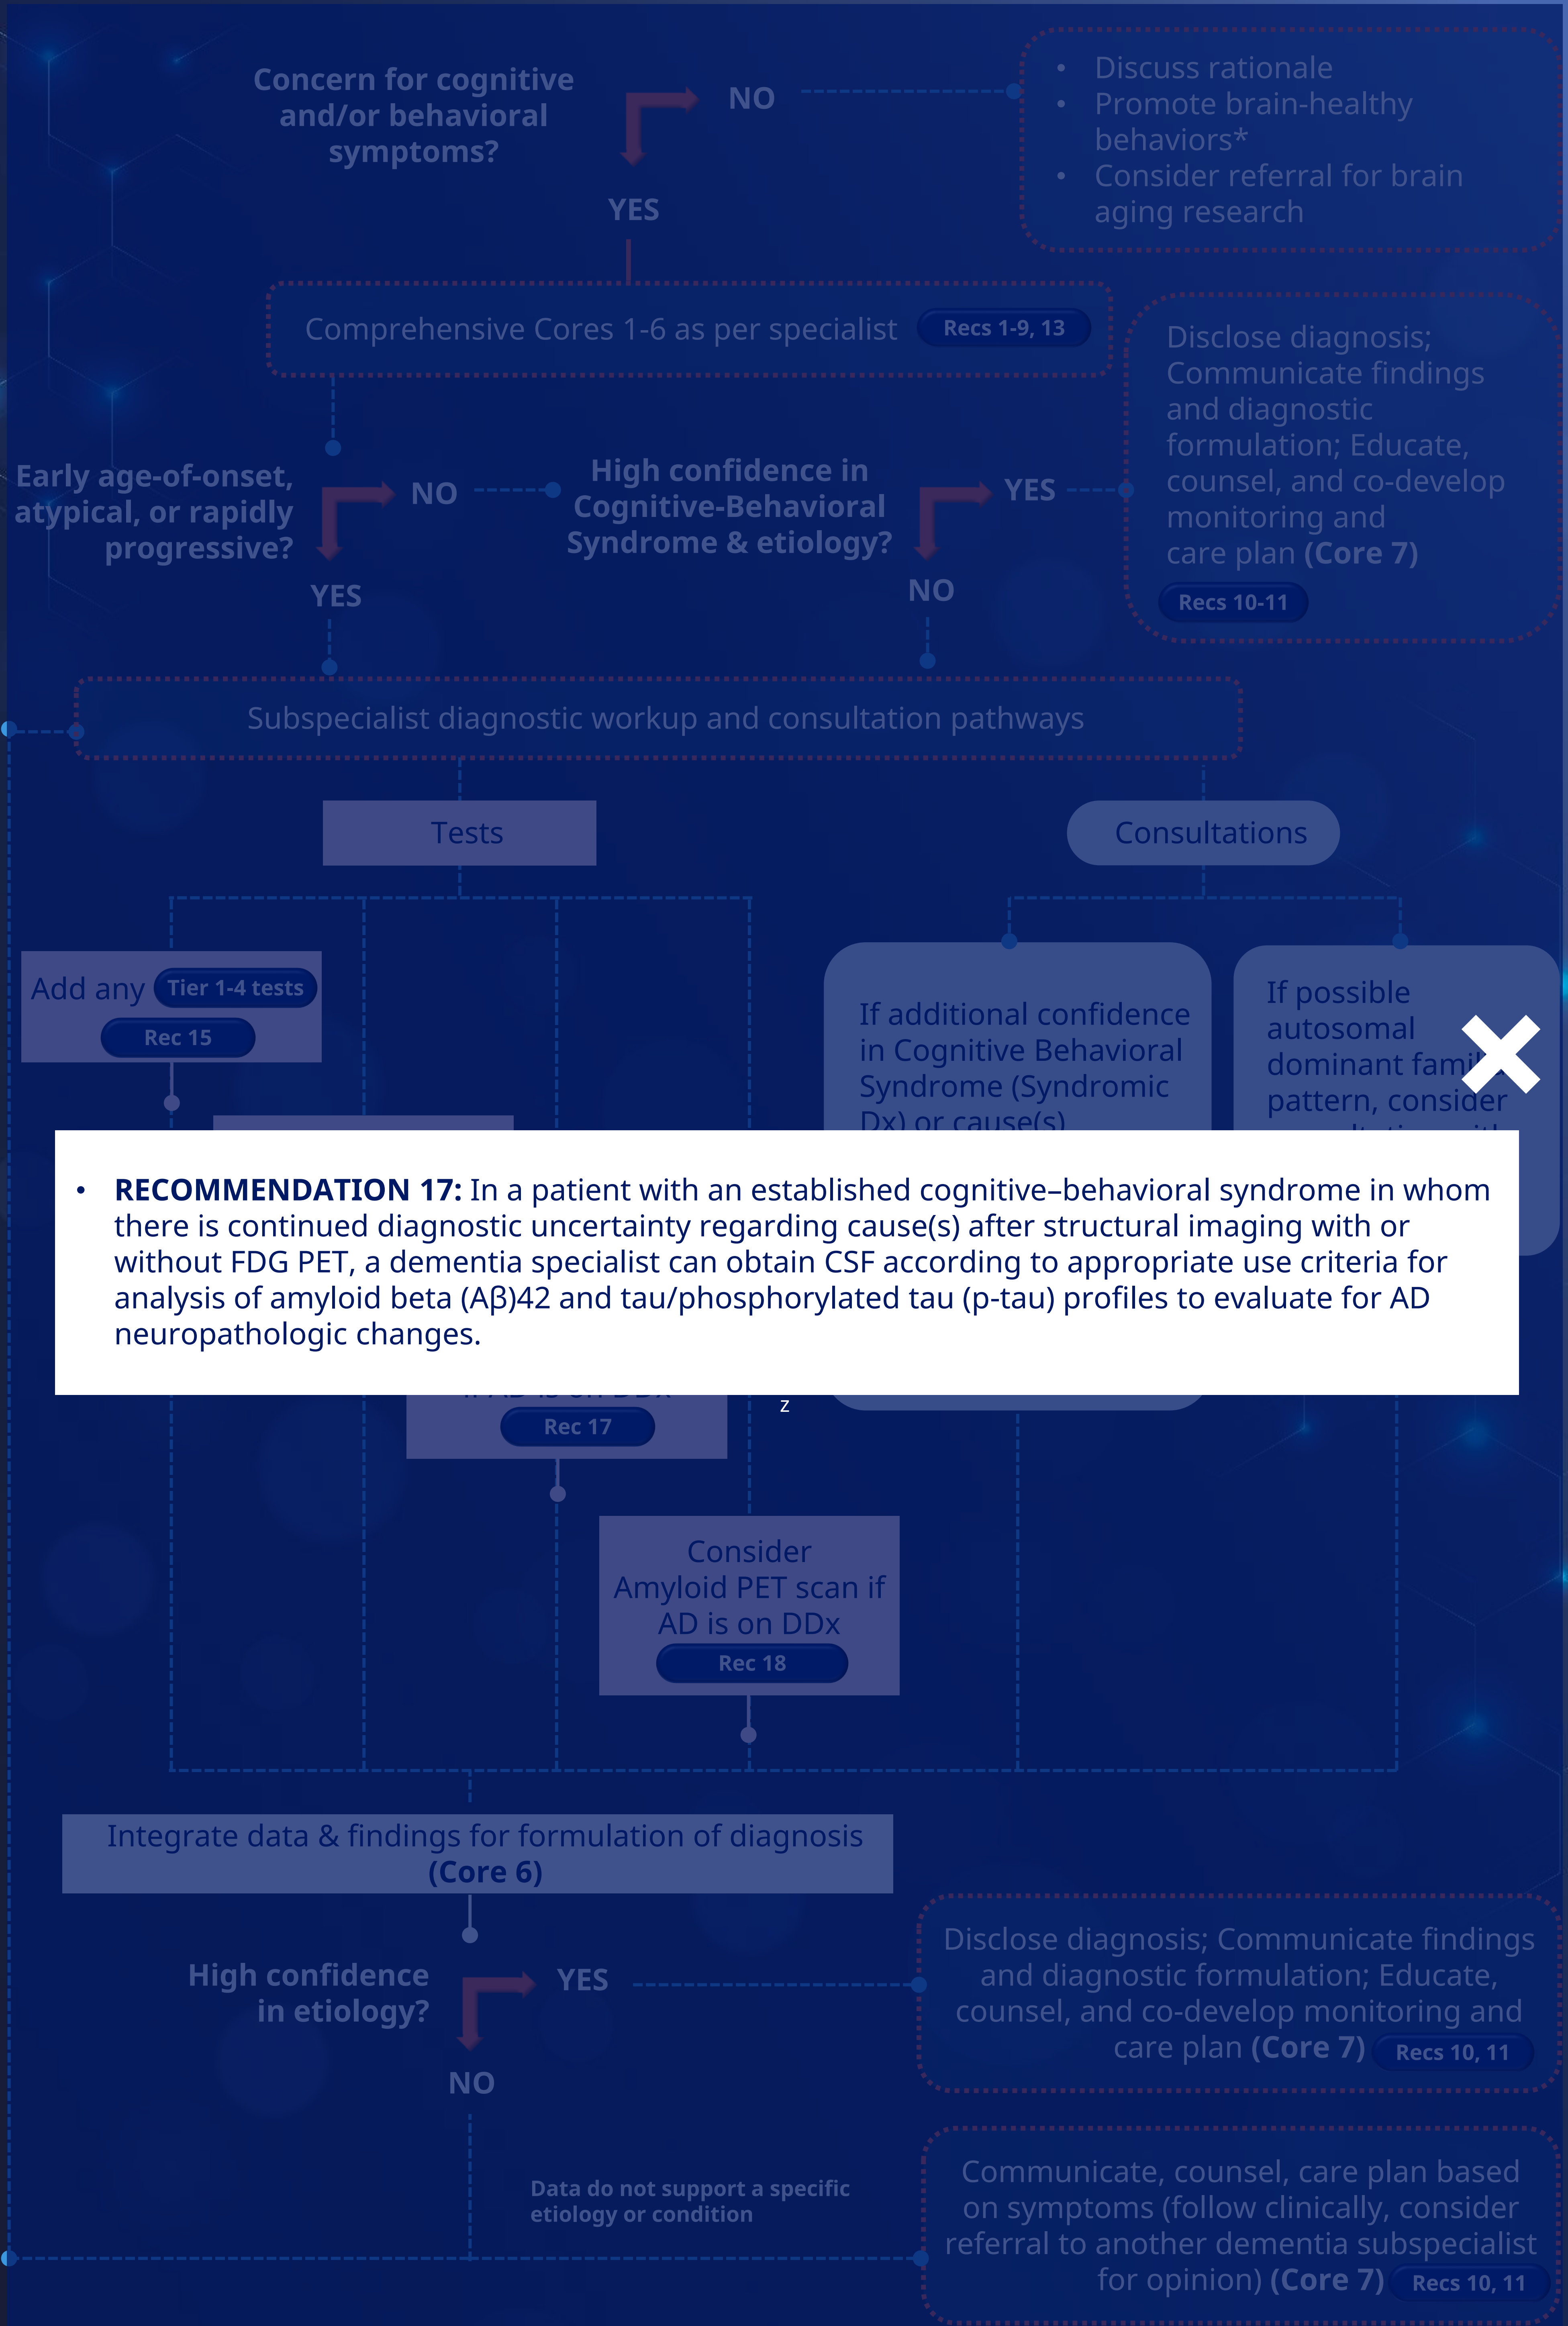 Concern for cognitive
and/or behavioral
symptoms?
NO
YES
• Discuss rationale
• Promote brain-healthy
behaviors*
• Consider referral for brain
aging research
Comprehensive Cores 1-6 as per specialist
Recs 1-9, 13
Disclose diagnosis;
Communicate findings
and diagnostic
formulation; Educate,
counsel, and co-develop
monitoring and
care plan (Core 7)
Recs 10-11
Early age-of-onset,
atypical, or rapidly
progressive?
NO
YES
High confidence in
Cognitive-Behavioral
Syndrome & etiology?
YES
NO
Subspecialist diagnostic workup and consultation pathways
Tests
Consultations
Add any Tier 1-4 tests
Rec 15
If additional confidence
in Cognitive Behavioral
Syndrome (Syndromic
Dx) or cause(s)
If possible
autosomal
dominant
pattern, consider
• RECOMMENDATION 17: In a patient with an established cognitive–behavioral syndrome in whom
there is continued diagnostic uncertainty regarding cause(s) after structural imaging with or
without FDG PET, a dementia specialist can obtain CSF according to appropriate use criteria for
analysis of amyloid beta (Aβ)42 and tau/phosphorylated tau (p-tau) profiles to evaluate for AD
neuropathologic changes.
z
Rec 17
Consider
Amyloid PET scan if
AD is on DDx
Rec 18
Integrate data & findings for formulation of diagnosis
(Core 6)
High confidence
in etiology?
YES
NO
Disclose diagnosis; Communicate findings
and diagnostic formulation; Educate,
counsel, and co-develop monitoring and
care plan (Core 7) Recs 10, 11
Data do not support a specific
etiology or condition
Communicate, counsel, care plan based
on symptoms (follow clinically, consider
referral to another dementia subspecialist
for opinion) (Core 7) Recs 10, 11